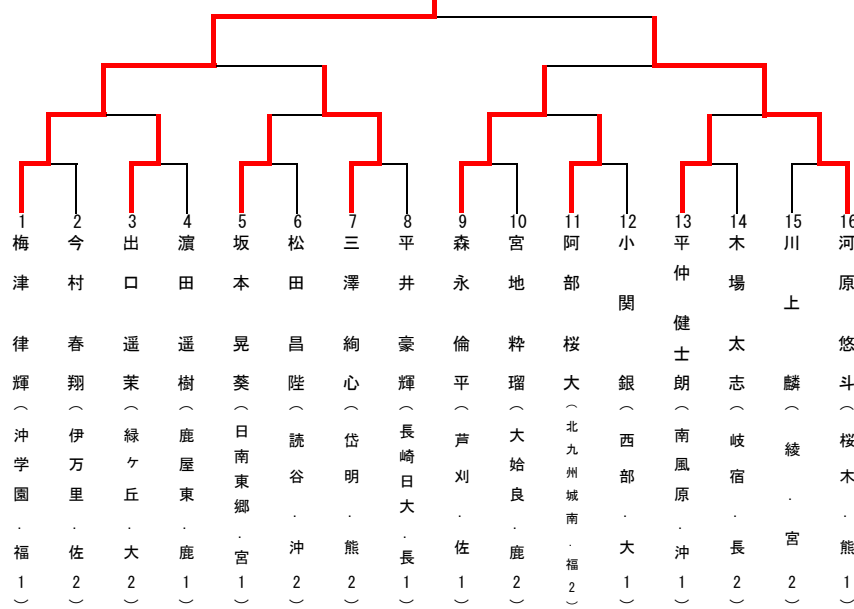 1 梅津 律輝（沖学園．福1）
2 今村 春翔（伊万里．佐2）
3 出口 遥茉（緑ケ丘．大2）
4 濵田 遥樹（鹿屋東．鹿1）
5 坂本 晃葵（日南東郷．宮1）
6 松田 昌陛（読谷．沖2）
7 三澤 絢心（岱明．熊2）
8 平井 豪輝（長崎日大．長1）
9 森永 倫平（芦刈．佐1）
10 宮地 粋瑠（大姶良．鹿2）
11 阿部 桜大（北九州城南．福2）
12 小関 銀（西部．大1）
13 平仲 健士朗（南風原．沖1）
14 木場 太志（岐宿．長2）
15 川上 麟（綾．宮2）
16 河原 悠斗（桜木．熊1）